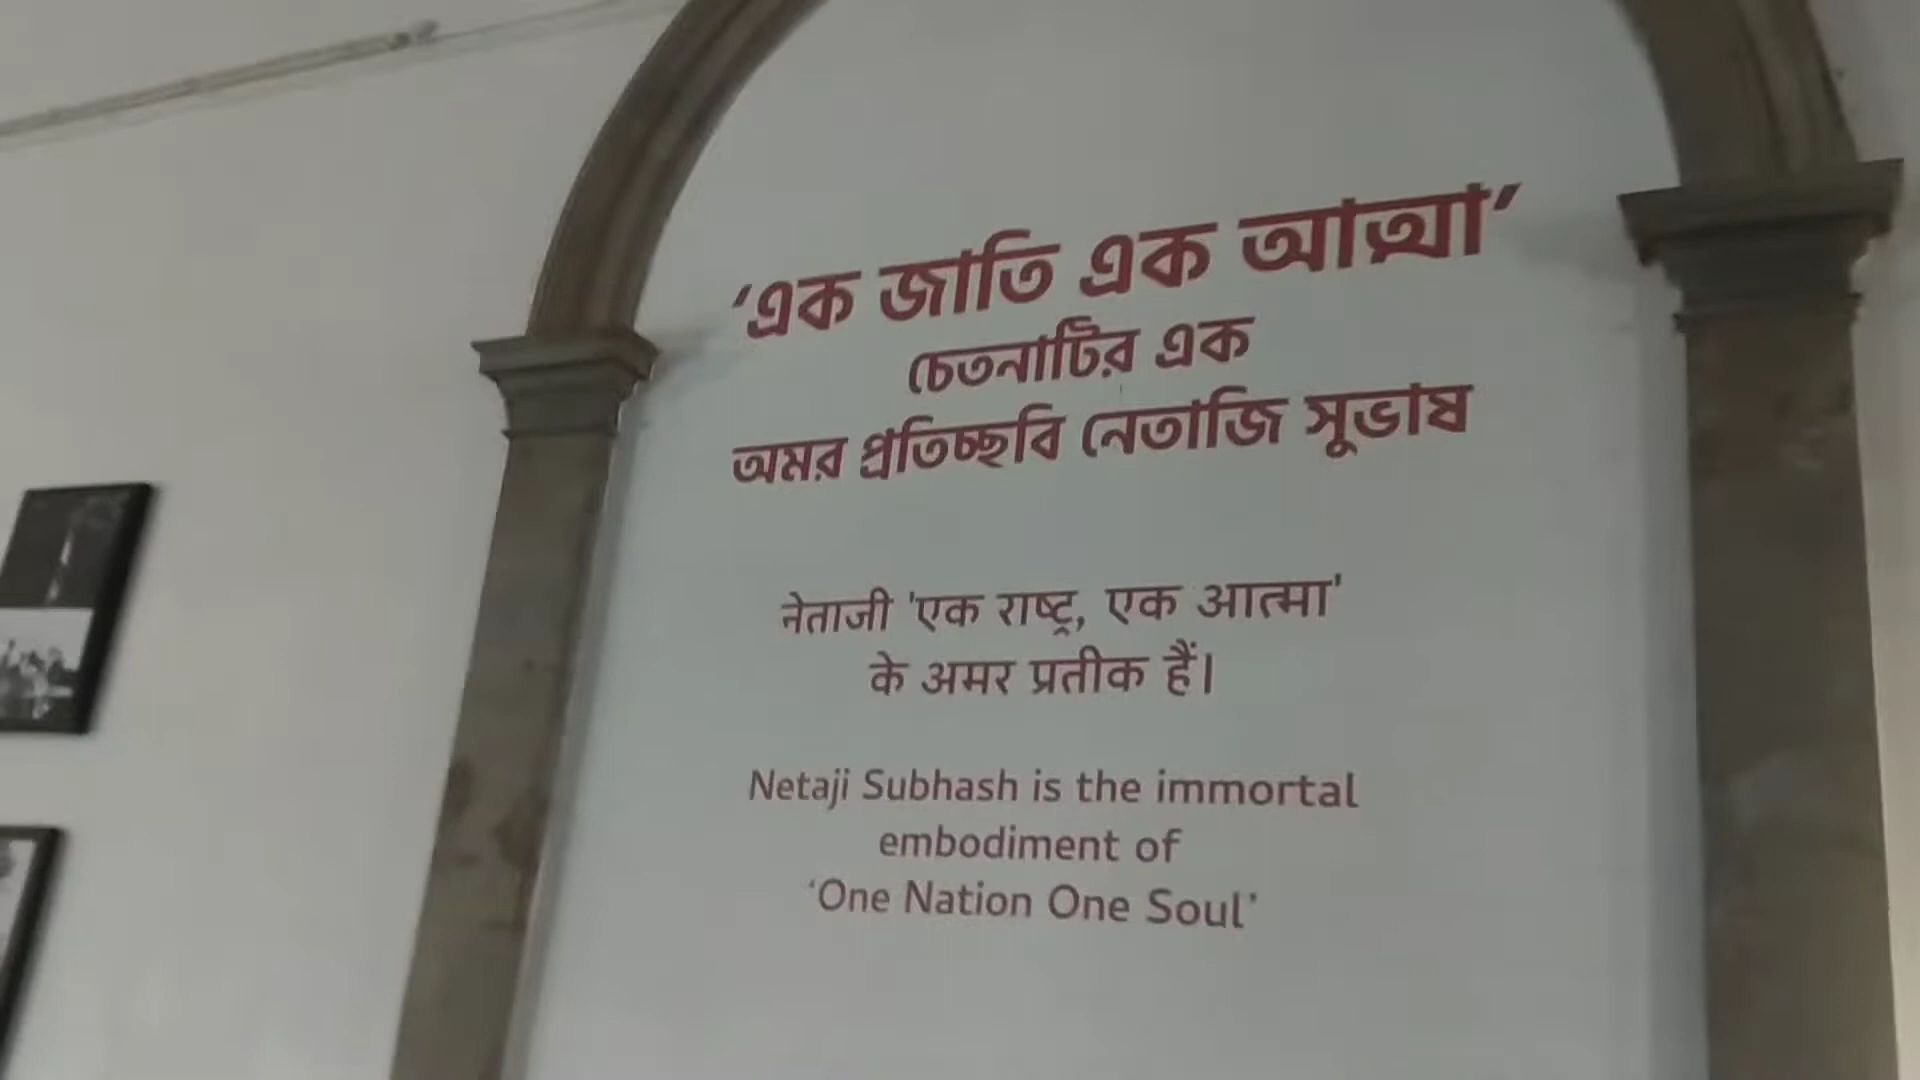 ‘এক জাতি এক আত্মা’
চেতনাটির এক
অমর প্রতিচ্ছবি নেতাজি সুভাষ
नेताजी 'एक राष्ट्र, एक आत्मा'
के अमर प्रतीक हैं।
Netaji Subhash is the immortal
embodiment of
‘One Nation One Soul’